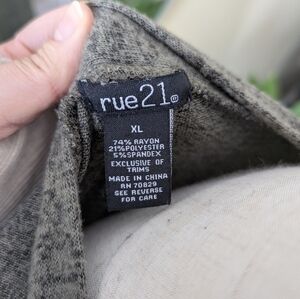 rue21®
XL
74% RAYON
21%POLYESTER
5%SPANDEX
EXCLUSIVE OF
TRIMS
MADE IN CHINA
RN 70829
SEE REVERSE
FOR CARE